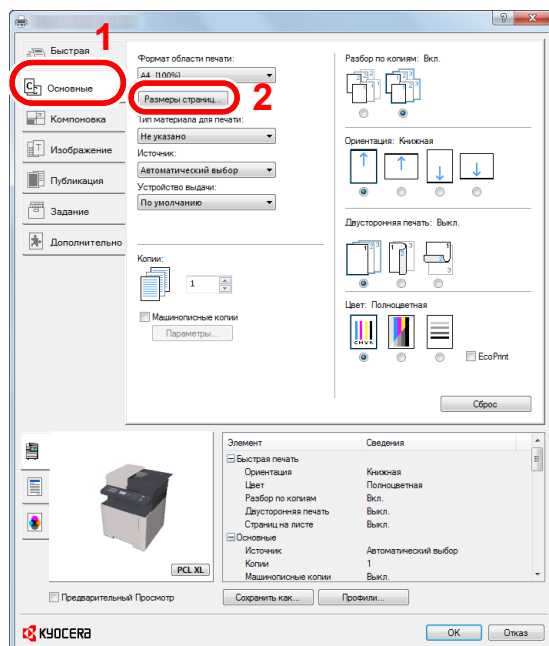 1
Быстрая
Основные
Компоновка
Изображение
Публикация
Задание
Дополнительно
Формат области печати:
A4 [100%]
Размеры страниц...
2
Тип материала для печати:
Не указано
Источник:
Автоматический выбор
Устройство выдачи:
По умолчанию
Копии:
1
Машинописные копии
Параметры...
Разбор по копиям: Вкл.
Ориентация: Книжная
Двусторонняя печать: Выкл.
Цвет: Полноцветная
CMYK
EcoPrint
Сброс
PCL XL
Элемент Сведения
Быстрая печать
Ориентация Книжная
Цвет Полноцветная
Разбор по копиям Вкл.
Двусторонняя печать Выкл.
Страниц на листе Выкл.
Основные
Источник Автоматический выбор
Копии 1
Машинописные копии Выкл.
Предварительный Просмотр
Сохранить как...
Профили...
KYOCERA
OK
Отказ